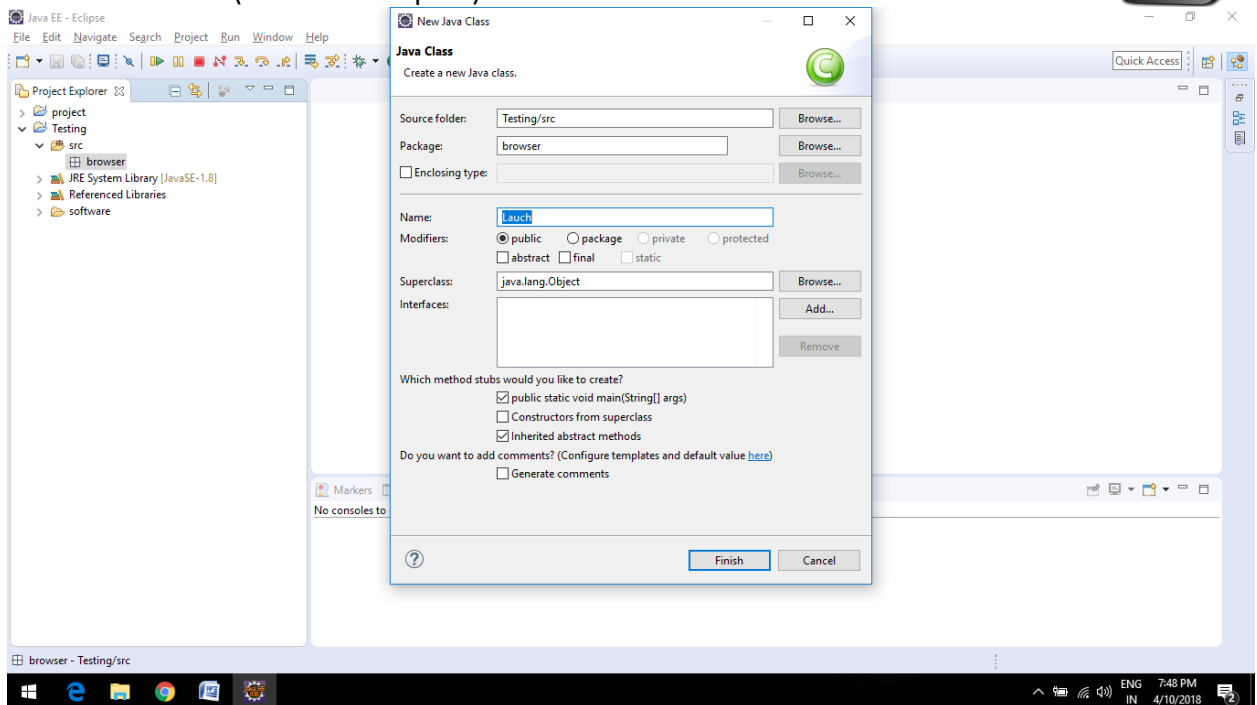 Java EE - Eclipse
File Edit Navigate Search Project Run Window Help
Quick Access
Project Explorer
project
Testing
src
browser
JRE System Library [JavaSE-1.8]
Referenced Libraries
software
New Java Class
Java Class
Create a new Java class.
Source folder: Testing/src Browse...
Package: browser Browse...
Enclosing type: Browse...
Name: Lauch
Modifiers: public package private protected
abstract final static
Superclass: java.lang.Object Browse...
Interfaces: Add...
Remove
Which method stubs would you like to create?
public static void main(String[] args)
Constructors from superclass
Inherited abstract methods
Do you want to add comments? (Configure templates and default value here)
Generate comments
Finish Cancel
Markers
No consoles to
browser - Testing/src
ENG 7:48 PM
IN 4/10/2018
2